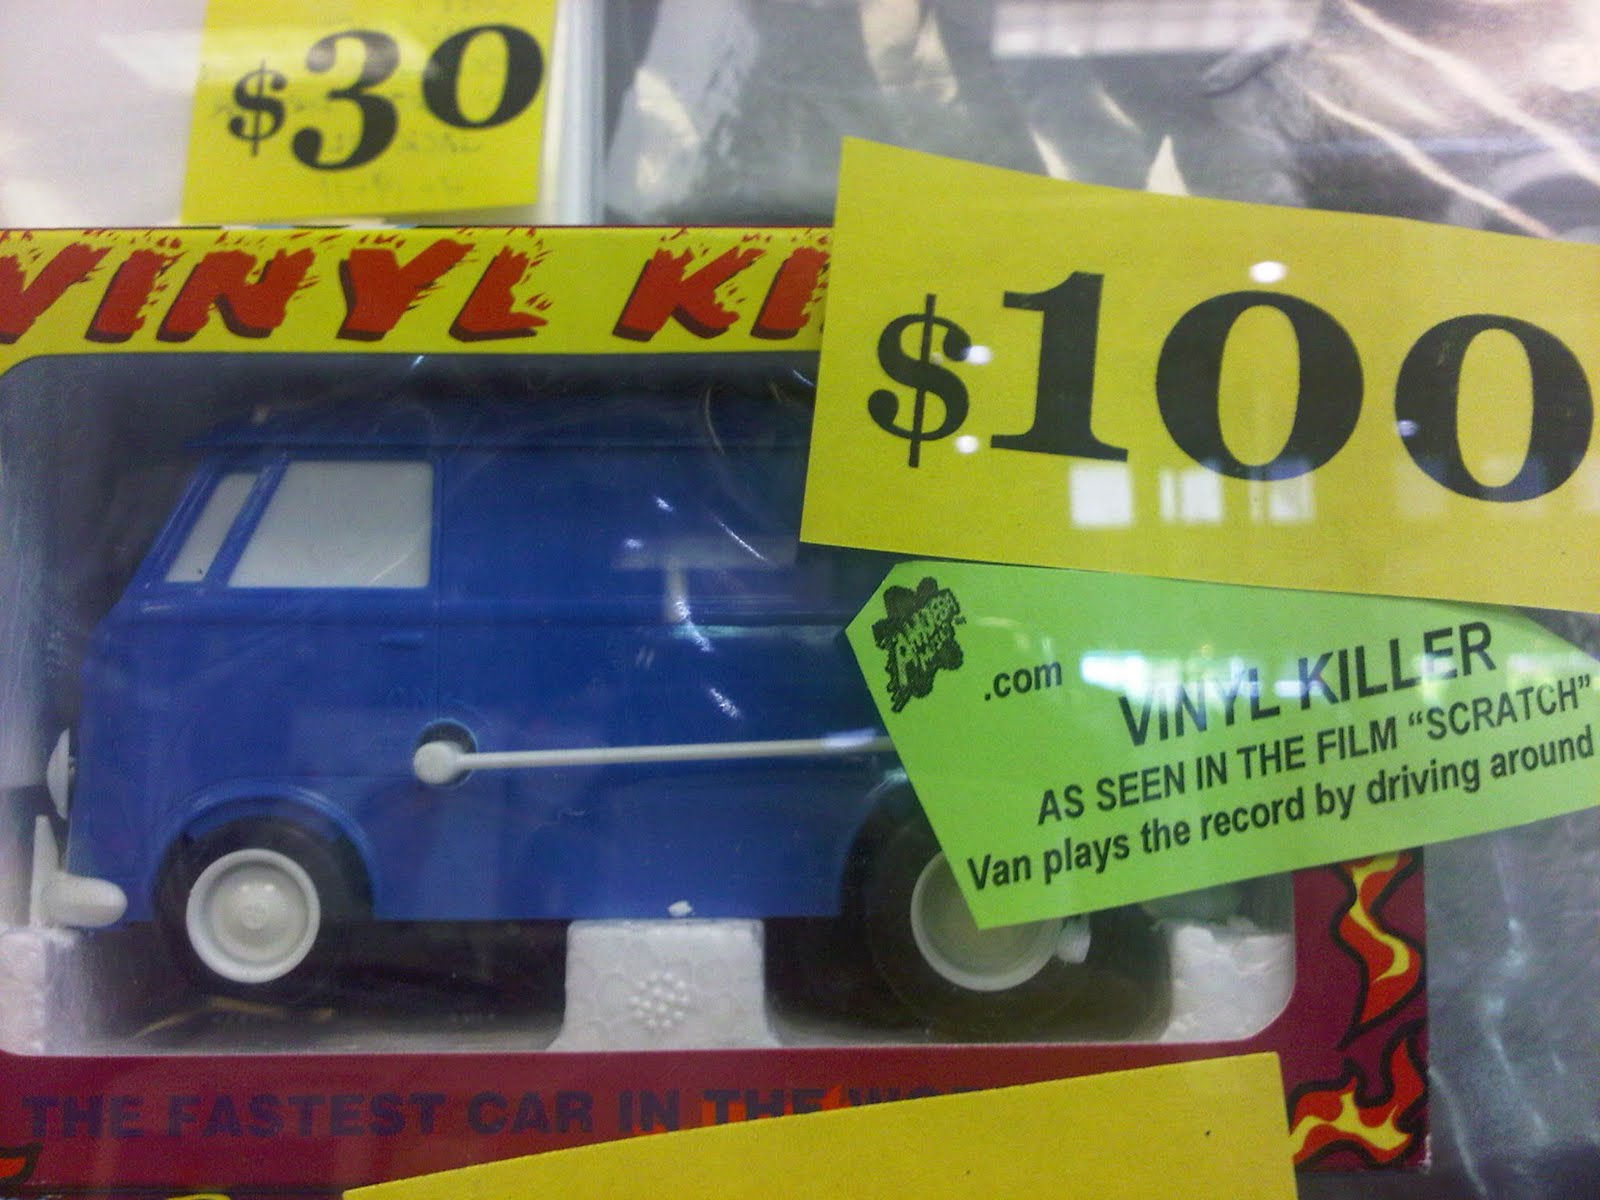 $30
VINYL KI
$100
.com
VINYL KILLER
AS SEEN IN THE FILM “SCRATCH”
Van plays the record by driving around
THE FASTEST CAR IN THE